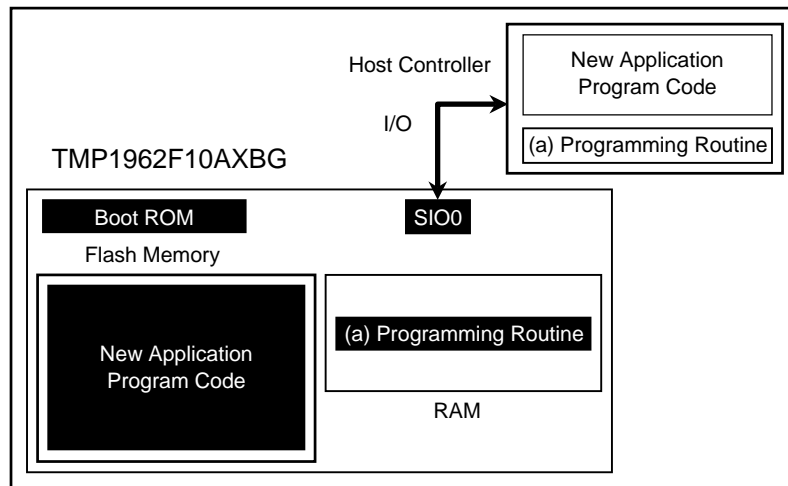 Host Controller
New Application
Program Code
I/O
(a) Programming Routine
TMP1962F10AXBG
Boot ROM
SIO0
Flash Memory
New Application
Program Code
(a) Programming Routine
RAM